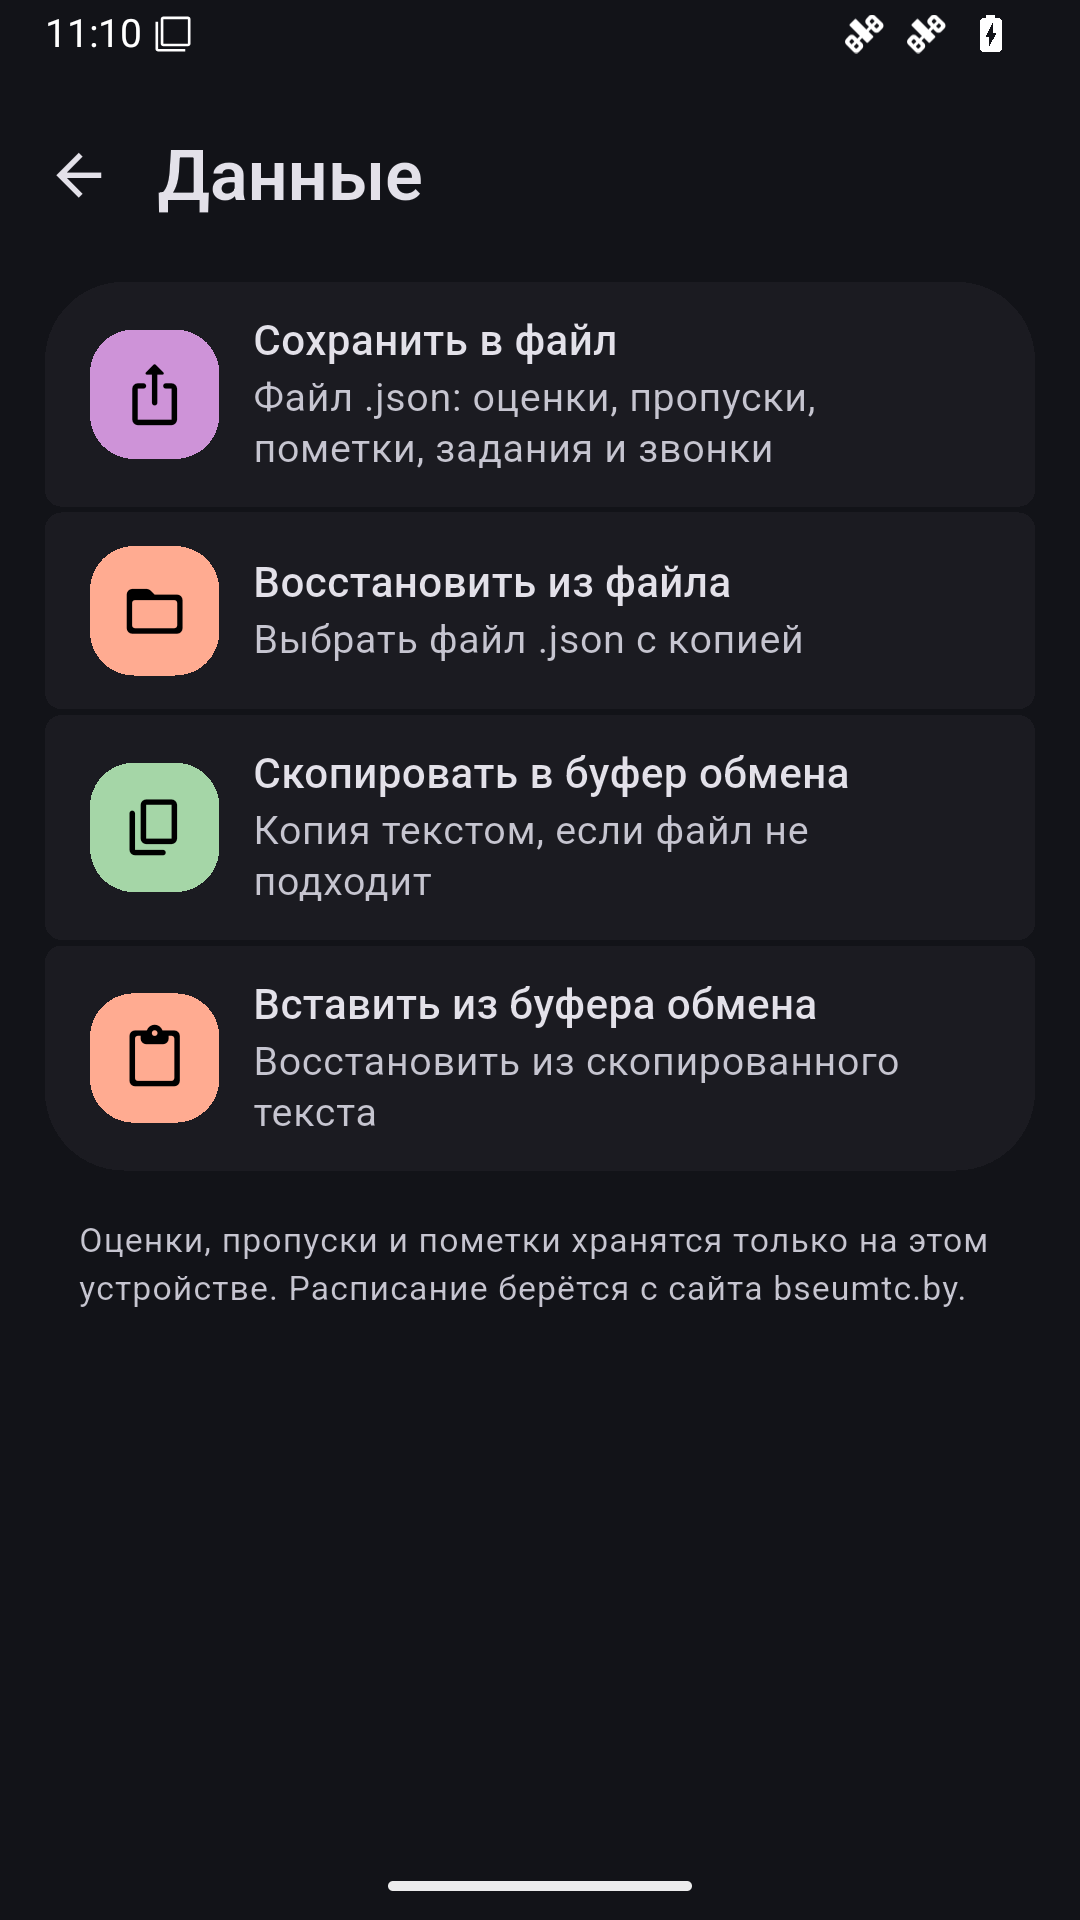 11:10
Данные
Сохранить в файл
Файл .json: оценки, пропуски,
пометки, задания и звонки
Восстановить из файла
Выбрать файл .json с копией
Скопировать в буфер обмена
Копия текстом, если файл не
подходит
Вставить из буфера обмена
Восстановить из скопированного
текста
Оценки, пропуски и пометки хранятся только на этом
устройстве. Расписание берётся с сайта bseumtc.by.